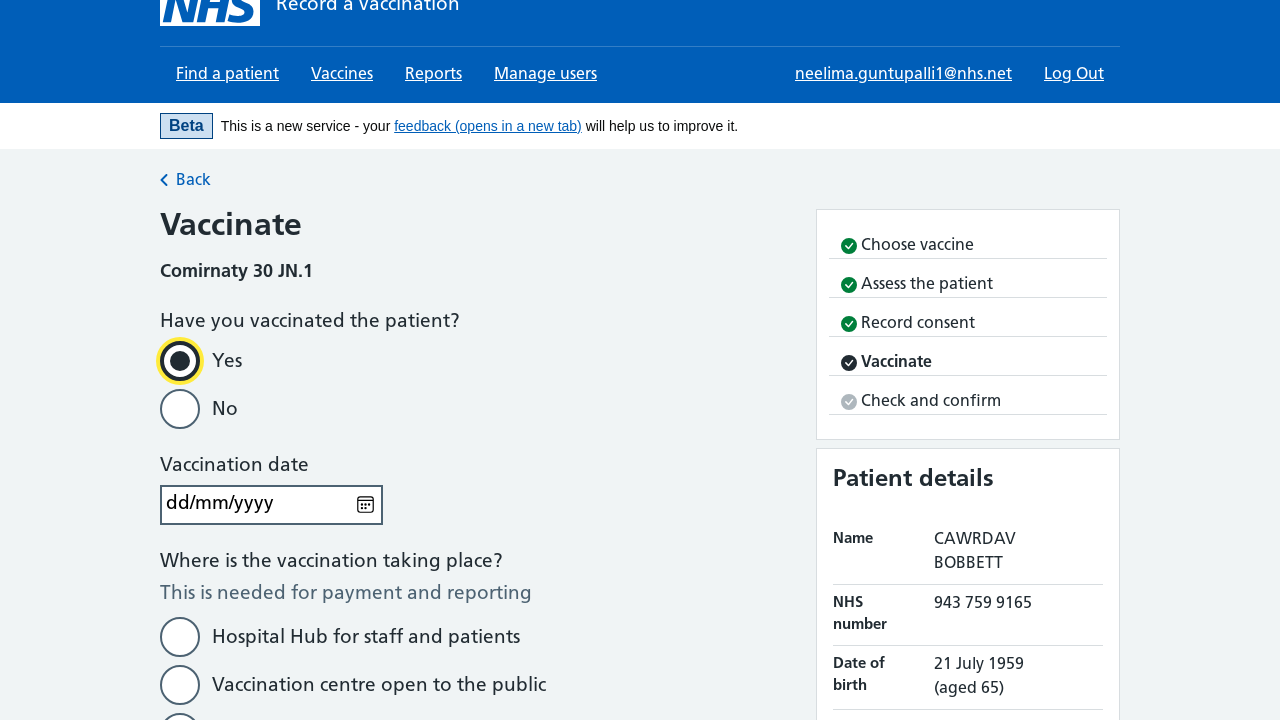 NHS Record a vaccination
Find a patient Vaccines Reports Manage users neelima.guntupalli1@nhs.net Log Out
Beta This is a new service - your feedback (opens in a new tab) will help us to improve it.
Back
Vaccinate
Comirnaty 30 JN.1
Have you vaccinated the patient?
Yes
No
Vaccination date
dd/mm/yyyy
Where is the vaccination taking place?
This is needed for payment and reporting
Hospital Hub for staff and patients
Vaccination centre open to the public
Choose vaccine
Assess the patient
Record consent
Vaccinate
Check and confirm
Patient details
Name CAWRDAV
BOBBETT
NHS 943 759 9165
number
Date of 21 July 1959
birth (aged 65)